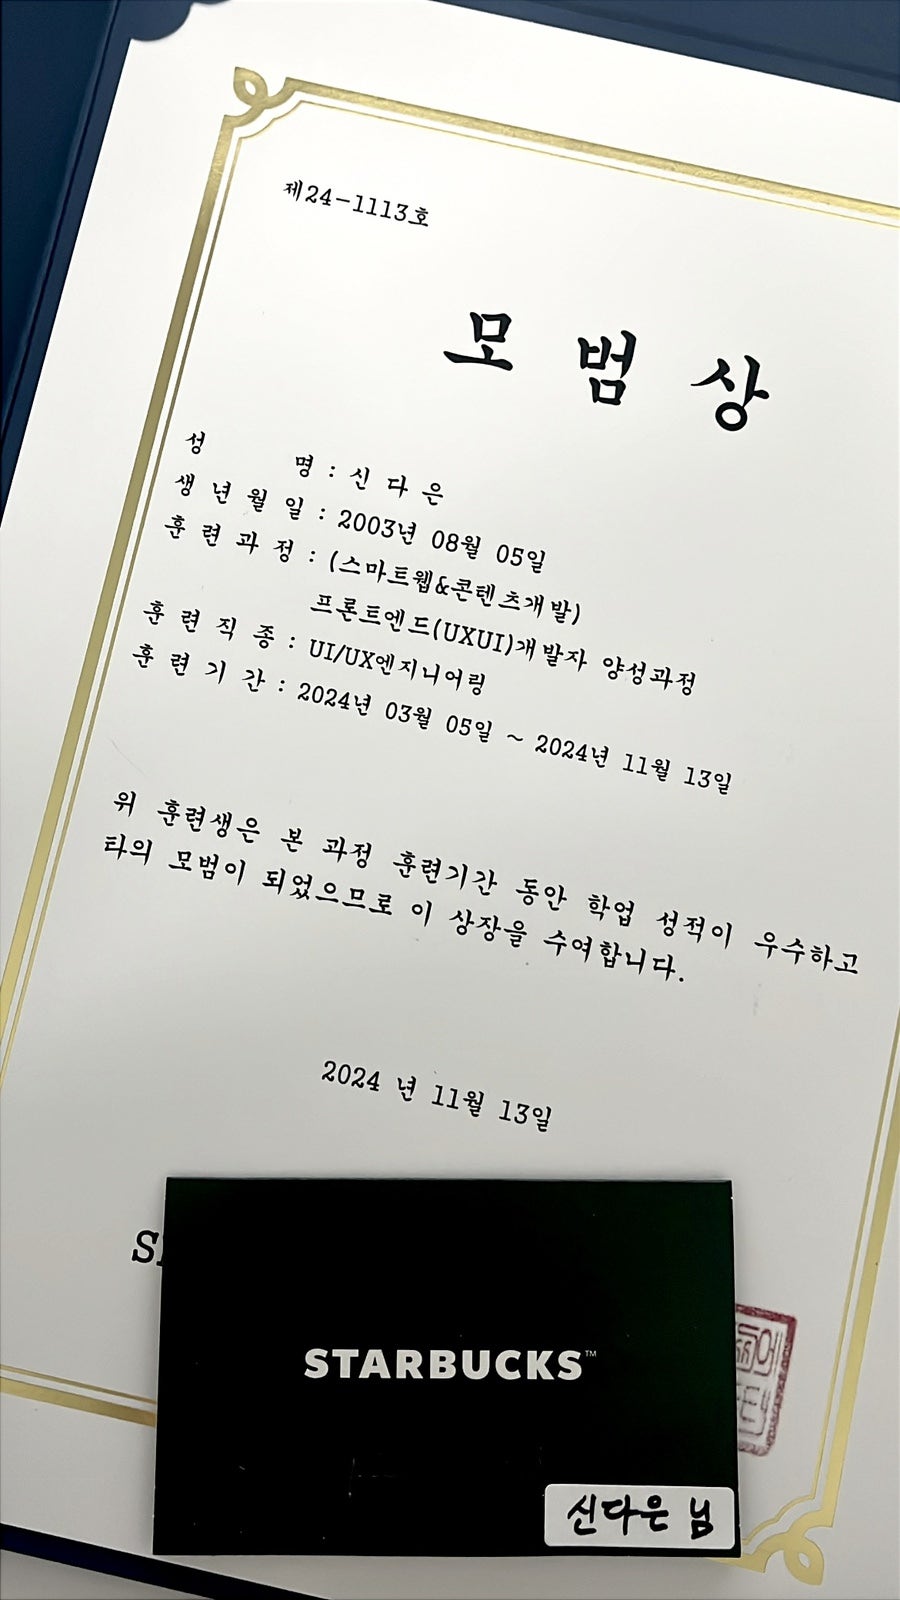 제24-1113호
모 범 상
성 명 : 신 다 은
생 년 월 일 : 2003년 08월 05일
훈 련 과 정 : (스마트웹&콘텐츠개발)
프론트엔드(UXUI)개발자 양성과정
훈 련 직 종 : UI/UX엔지니어링
훈 련 기 간 : 2024년 03월 05일 ~ 2024년 11월 13일
위 훈련생은 본 과정 훈련기간 동안 학업 성적이 우수하고
타의 모범이 되었으므로 이 상장을 수여합니다.
2024 년 11월 13일
STARBUCKS™
신다은 님